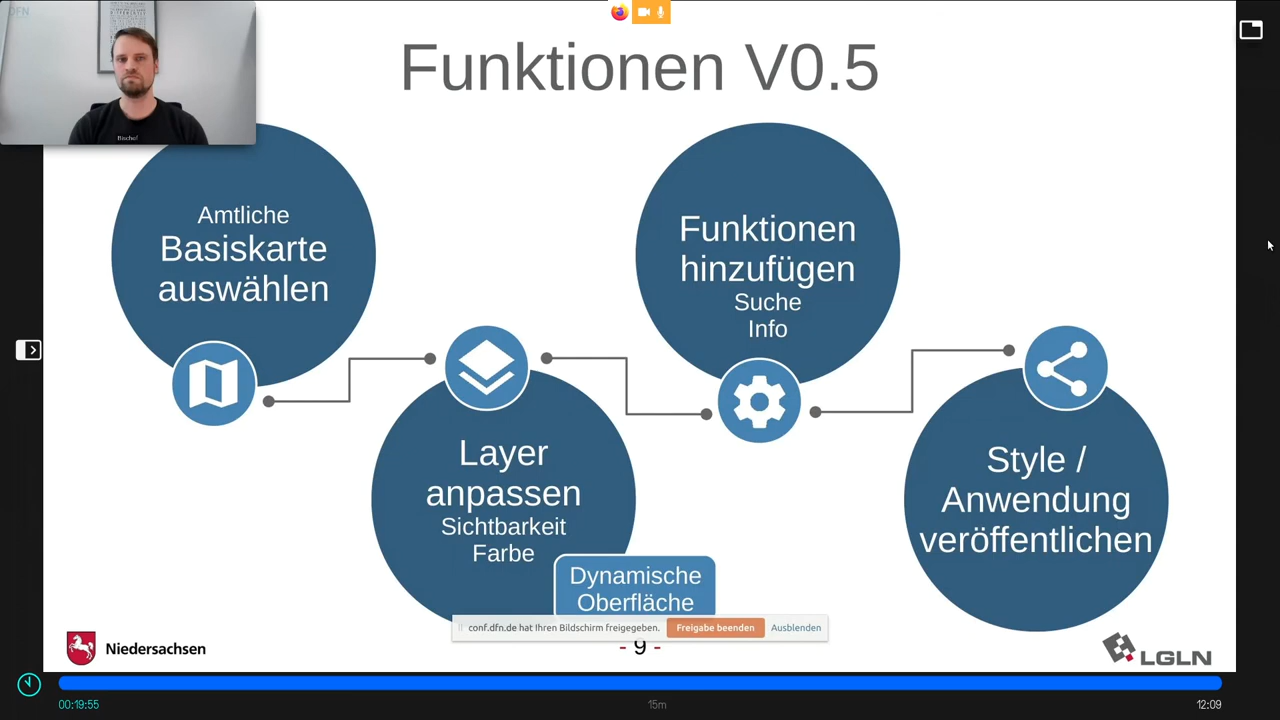 DFN
Funktionen V0.5
Amtliche
Basiskarte
auswählen
Funktionen
hinzufügen
Suche
Info
Layer
anpassen
Sichtbarkeit
Farbe
Style /
Anwendung
veröffentlichen
Dynamische
Oberfläche
conf.dfn.de hat Ihren Bildschirm freigegeben.
Freigabe beenden
Ausblenden
Niedersachsen
- 9 -
LGLN
00:19:55
15m
12:09